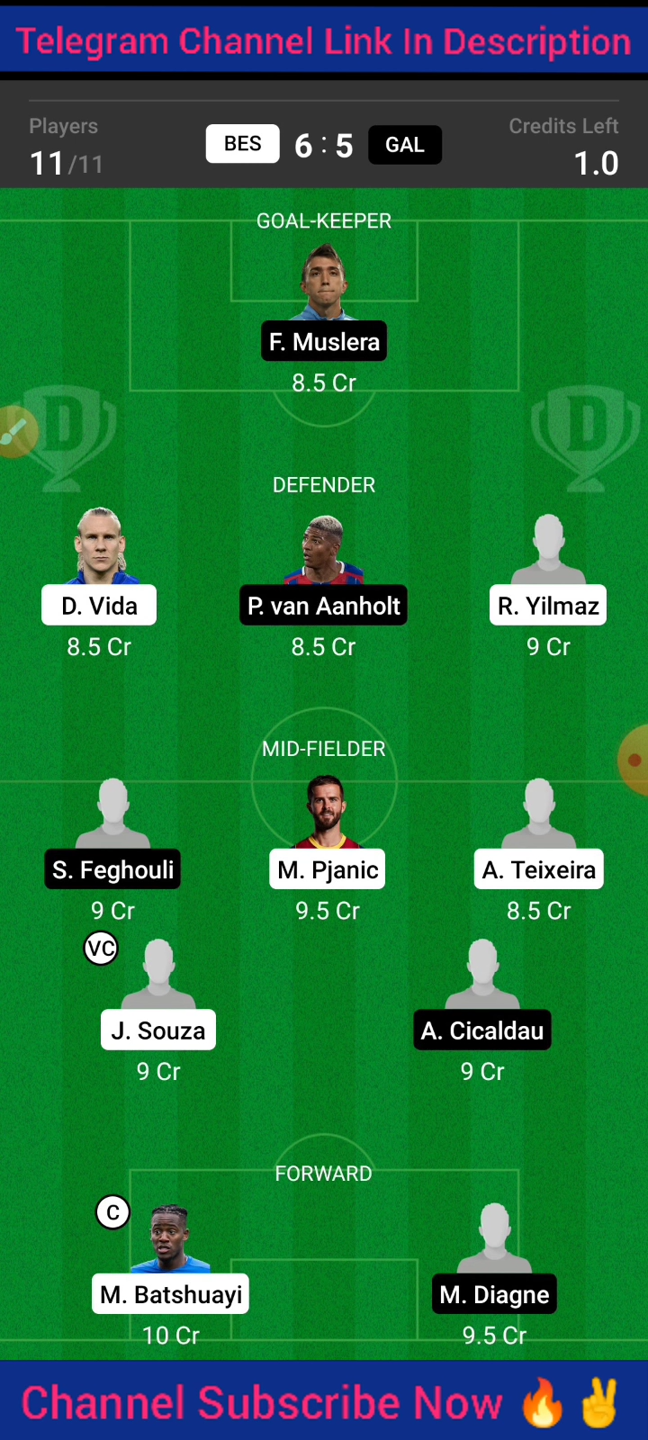 Telegram Channel Link In Description
Players
11/11
BES 6 : 5 GAL
Credits Left
1.0
GOAL-KEEPER
F. Muslera
8.5 Cr
D D
DEFENDER
D. Vida P. van Aanholt R. Yilmaz
8.5 Cr 8.5 Cr 9 Cr
MID-FIELDER
S. Feghouli M. Pjanic A. Teixeira
9 Cr 9.5 Cr 8.5 Cr
VC
J. Souza A. Cicaldau
9 Cr 9 Cr
FORWARD
C
M. Batshuayi M. Diagne
10 Cr 9.5 Cr
Channel Subscribe Now 🔥✌